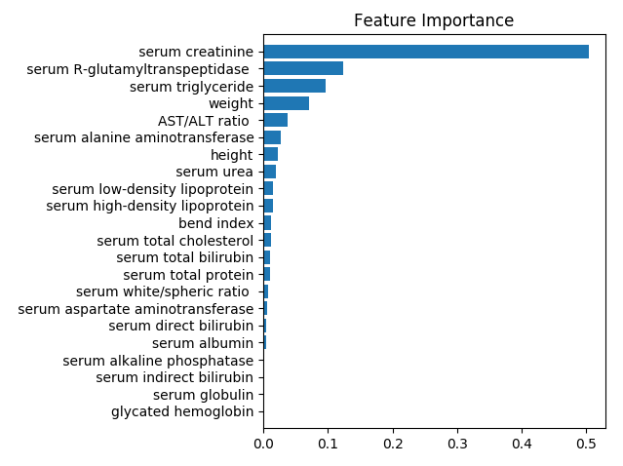 Feature Importance
serum creatinine
serum R-glutamyltranspeptidase
serum triglyceride
weight
AST/ALT ratio
serum alanine aminotransferase
height
serum urea
serum low-density lipoprotein
serum high-density lipoprotein
bend index
serum total cholesterol
serum total bilirubin
serum total protein
serum white/spheric ratio
serum aspartate aminotransferase
serum direct bilirubin
serum albumin
serum alkaline phosphatase
serum indirect bilirubin
serum globulin
glycated hemoglobin
0.0 0.1 0.2 0.3 0.4 0.5